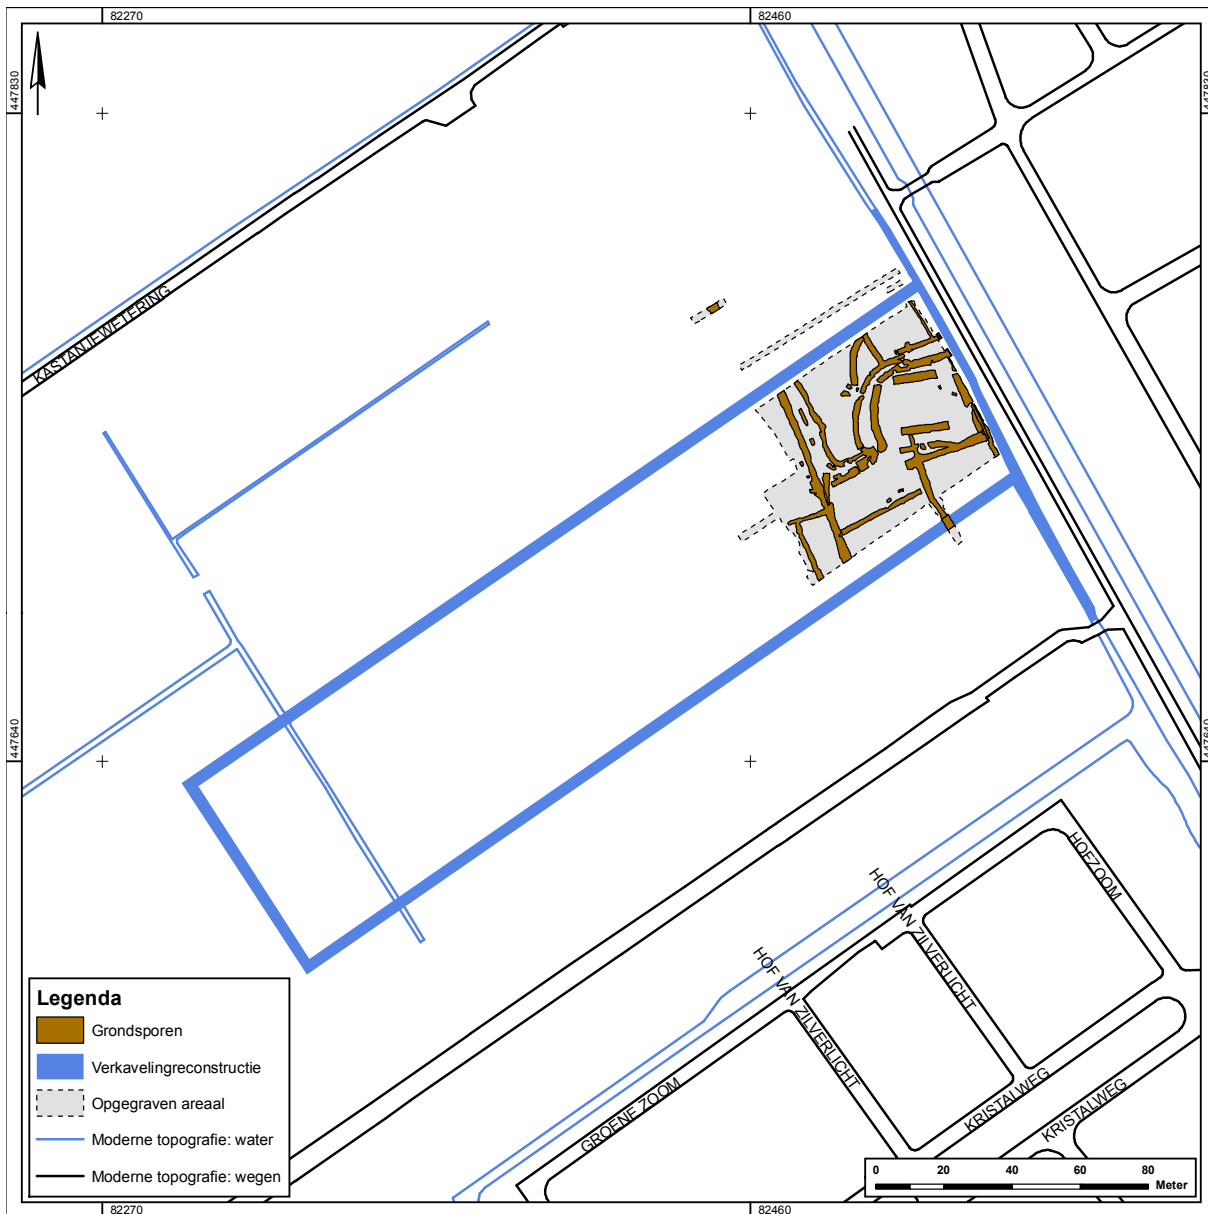 82270
82460
447830
447830
KASTANJEWETERING
447640
447640
HOFZOOM
HOF VAN ZILVERLICHT
HOF VAN ZILVERLICHT
GROENE ZOOM
KRISTALWEG
KRISTALWEG
Legenda
Grondsporen
Verkavelingreconstructie
Opgegraven areaal
Moderne topografie: water
Moderne topografie: wegen
0 20 40 60 80
Meter
82270
82460